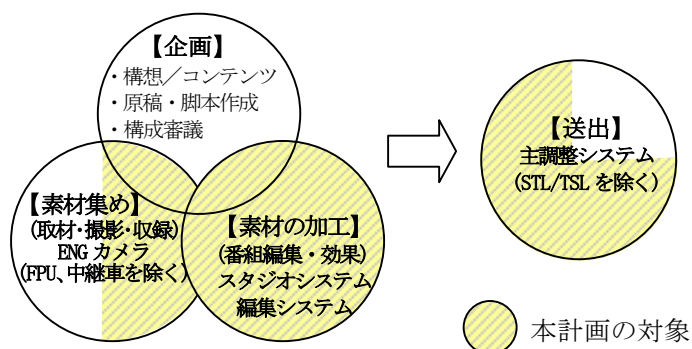 【企画】
・構想／コンテンツ
・原稿・脚本作成
・構成審議
【素材集め】
(取材・撮影・収録)
ENG カメラ
(FPU、中継車を除く)
【素材の加工】
(番組編集・効果)
スタジオシステム
編集システム
【送出】
主調整システム
(STL/TSL を除く)
本計画の対象